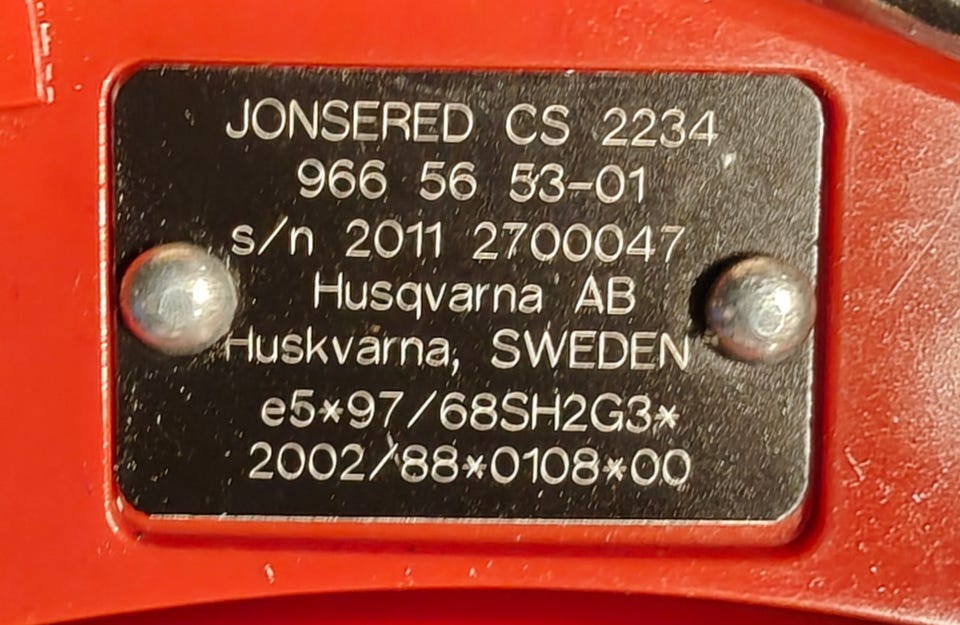 JONSERED CS 2234
966 56 53-01
s/n 2011 2700047
Husqvarna AB
Huskvarna, SWEDEN
e5*97/68SH2G3*
2002/88*0108*00